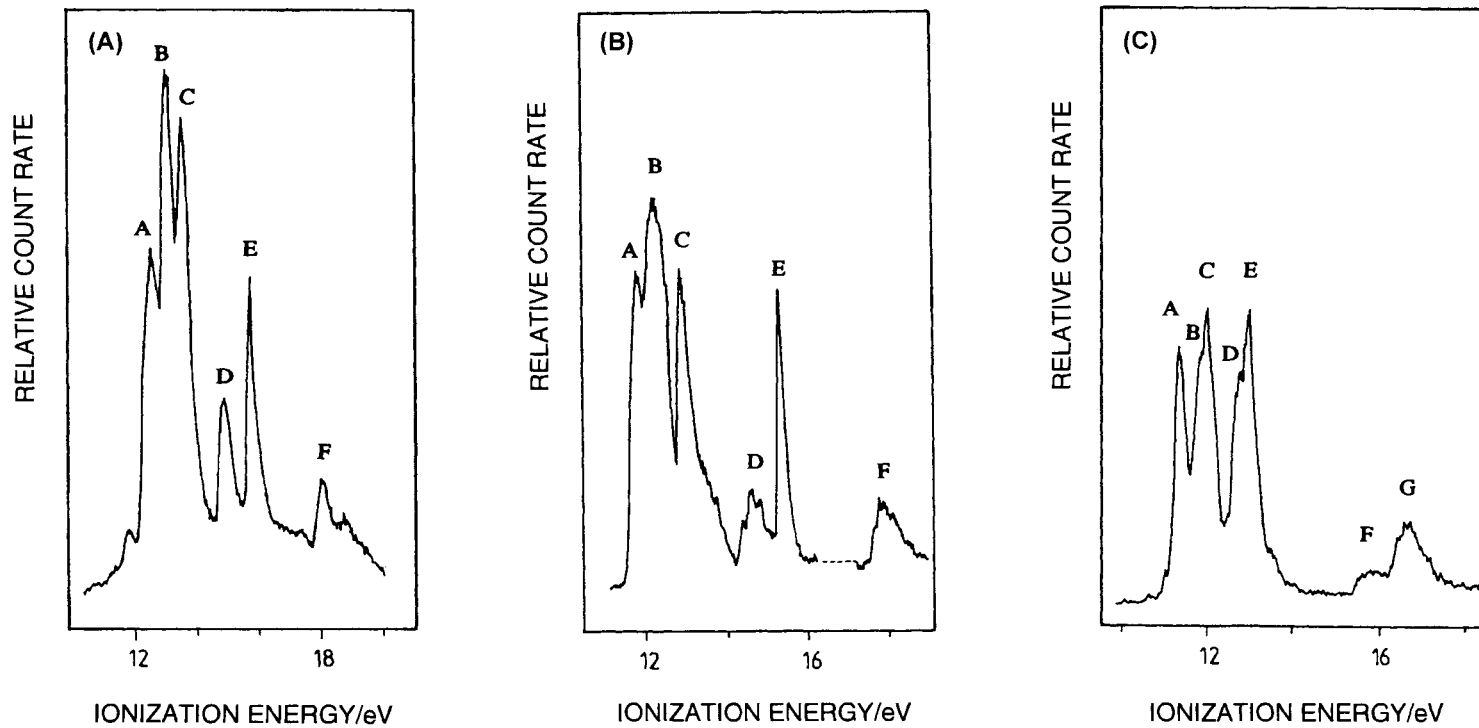 (A)
RELATIVE COUNT RATE
A
B
C
D
E
F
12 18
IONIZATION ENERGY/eV
(B)
RELATIVE COUNT RATE
A
B
C
D
E
F
12 16
IONIZATION ENERGY/eV
(C)
RELATIVE COUNT RATE
A
B
C
D
E
F
G
12 16
IONIZATION ENERGY/eV